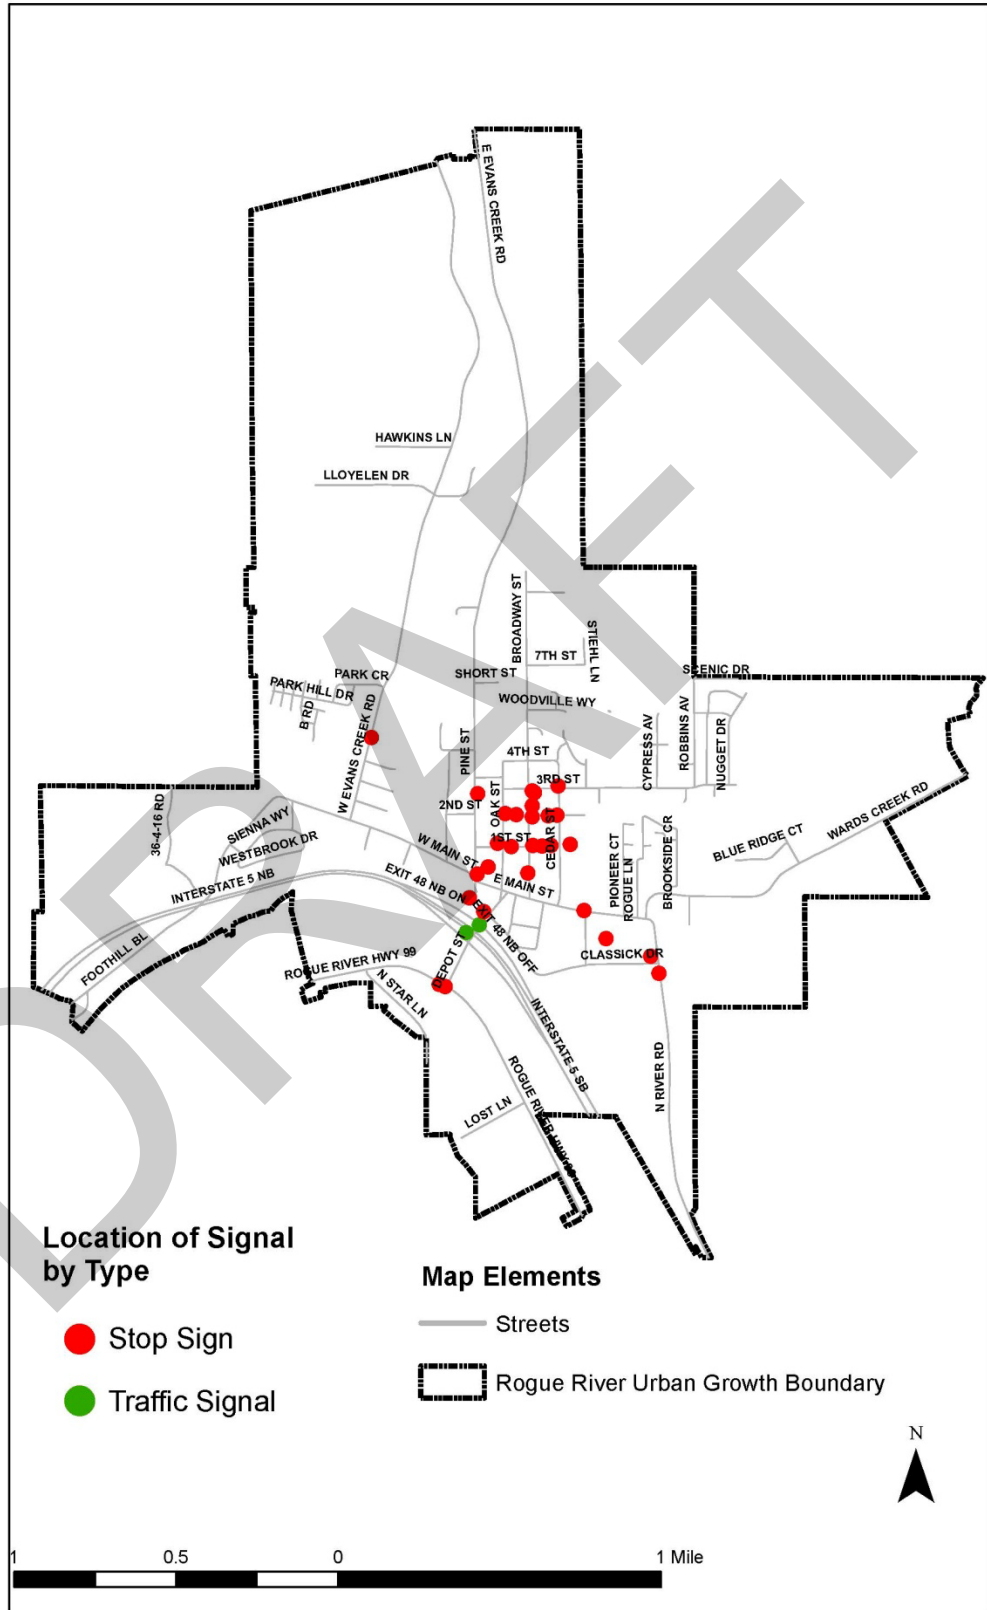 DRAFT
E EVANS CREEK RD
HAWKINS LN
LLOYELEN DR
BROADWAY ST
STIEHL LN
7TH ST
SHORT ST
SCENIC DR
PARK CR
PARK HILL DR
B RD
W EVANS CREEK RD
WOODVILLE WY
PINE ST
4TH ST
CYPRESS AV
ROBBINS AV
NUGGET DR
3RD ST
2ND ST
OAK ST
36-4-16 RD
SIENNA WY
WESTBROOK DR
W MAIN ST
1ST ST
CEDAR ST
PIONEER CT
ROGUE LN
BROOKSIDE CR
BLUE RIDGE CT
WARDS CREEK RD
INTERSTATE 5 NB
EXIT 48 NB ON
E MAIN ST
EXIT 48 NB OFF
FOOTHILL BL
ROGUE RIVER HWY 99
DEPOT ST
CLASSICK DR
N STAR LN
INTERSTATE 5 SB
N RIVER RD
LOST LN
ROGUE RIVER HWY 99
Location of Signal
by Type
Stop Sign
Traffic Signal
Map Elements
Streets
Rogue River Urban Growth Boundary
N
1 0.5 0 1 Mile